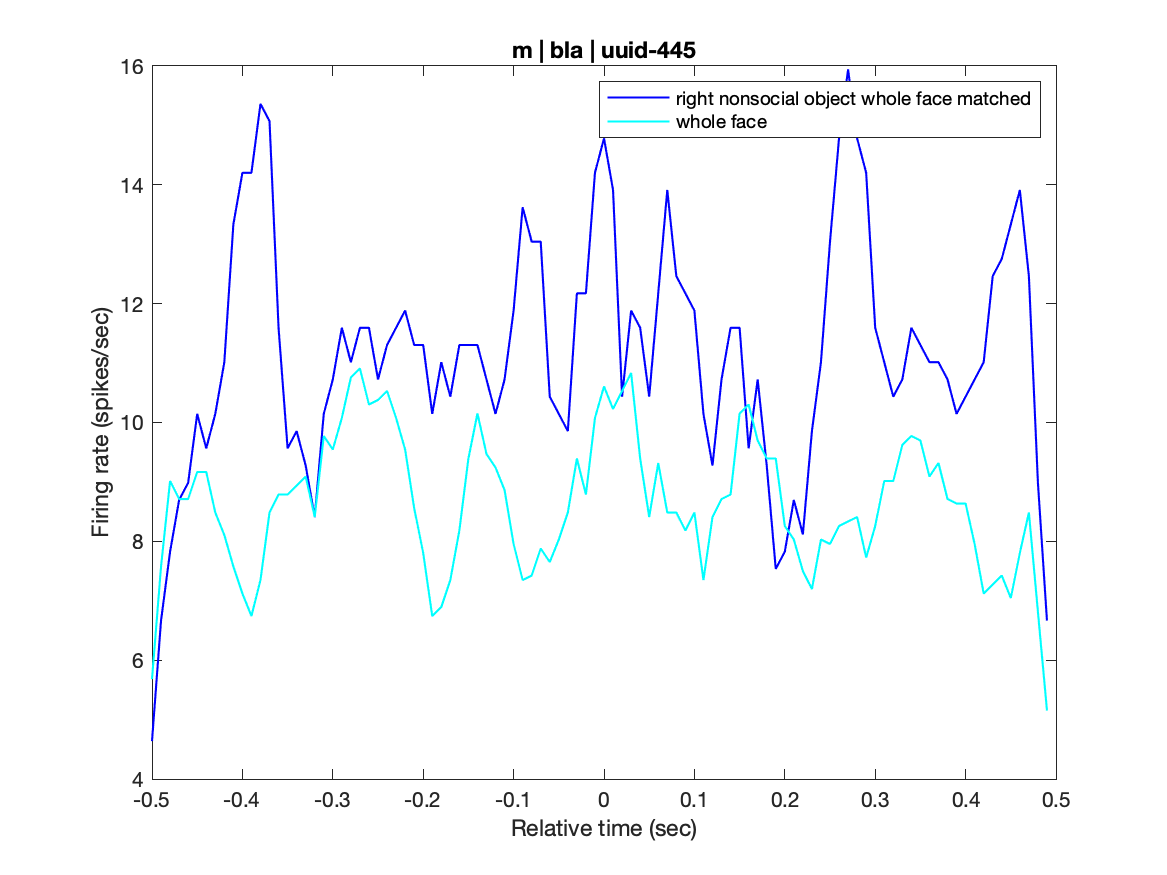 m | bla | uuid-445
right nonsocial object whole face matched
whole face
Firing rate (spikes/sec)
16
14
12
10
8
6
4
-0.5 -0.4 -0.3 -0.2 -0.1 0 0.1 0.2 0.3 0.4 0.5
Relative time (sec)